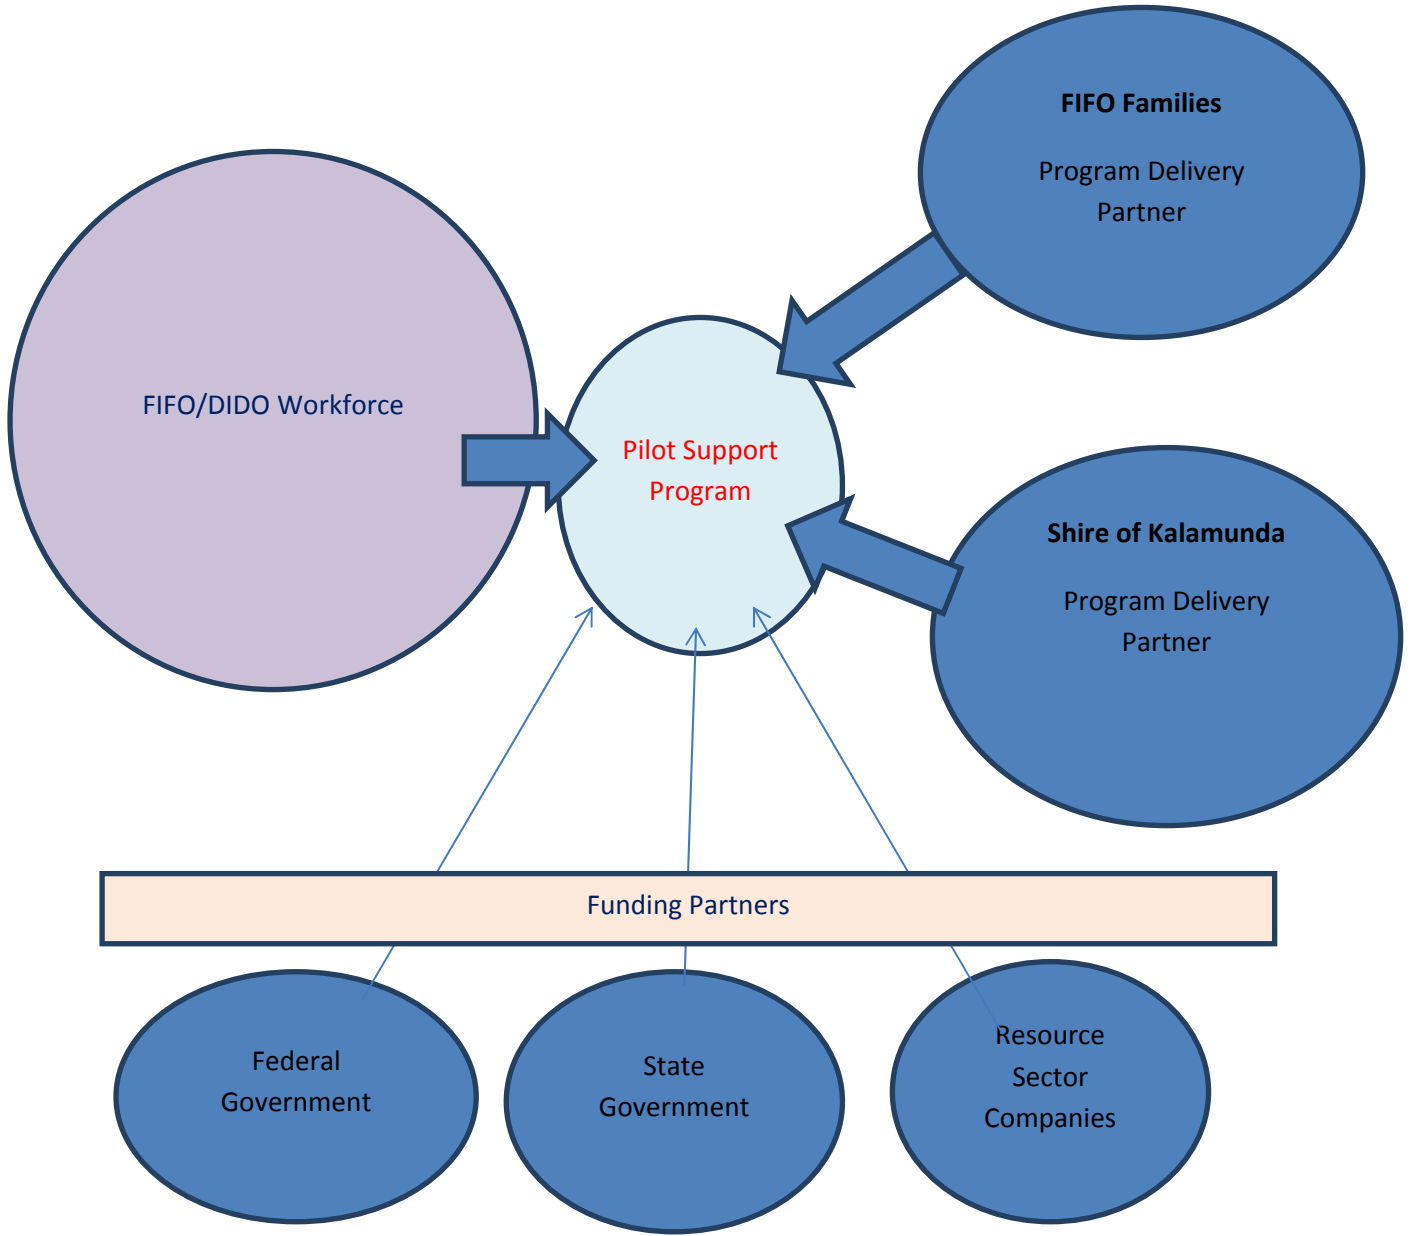 FIFO Families
Program Delivery
Partner
FIFO/DIDO Workforce
Pilot Support
Program
Shire of Kalamunda
Program Delivery
Partner
Funding Partners
Federal
Government
State
Government
Resource
Sector
Companies